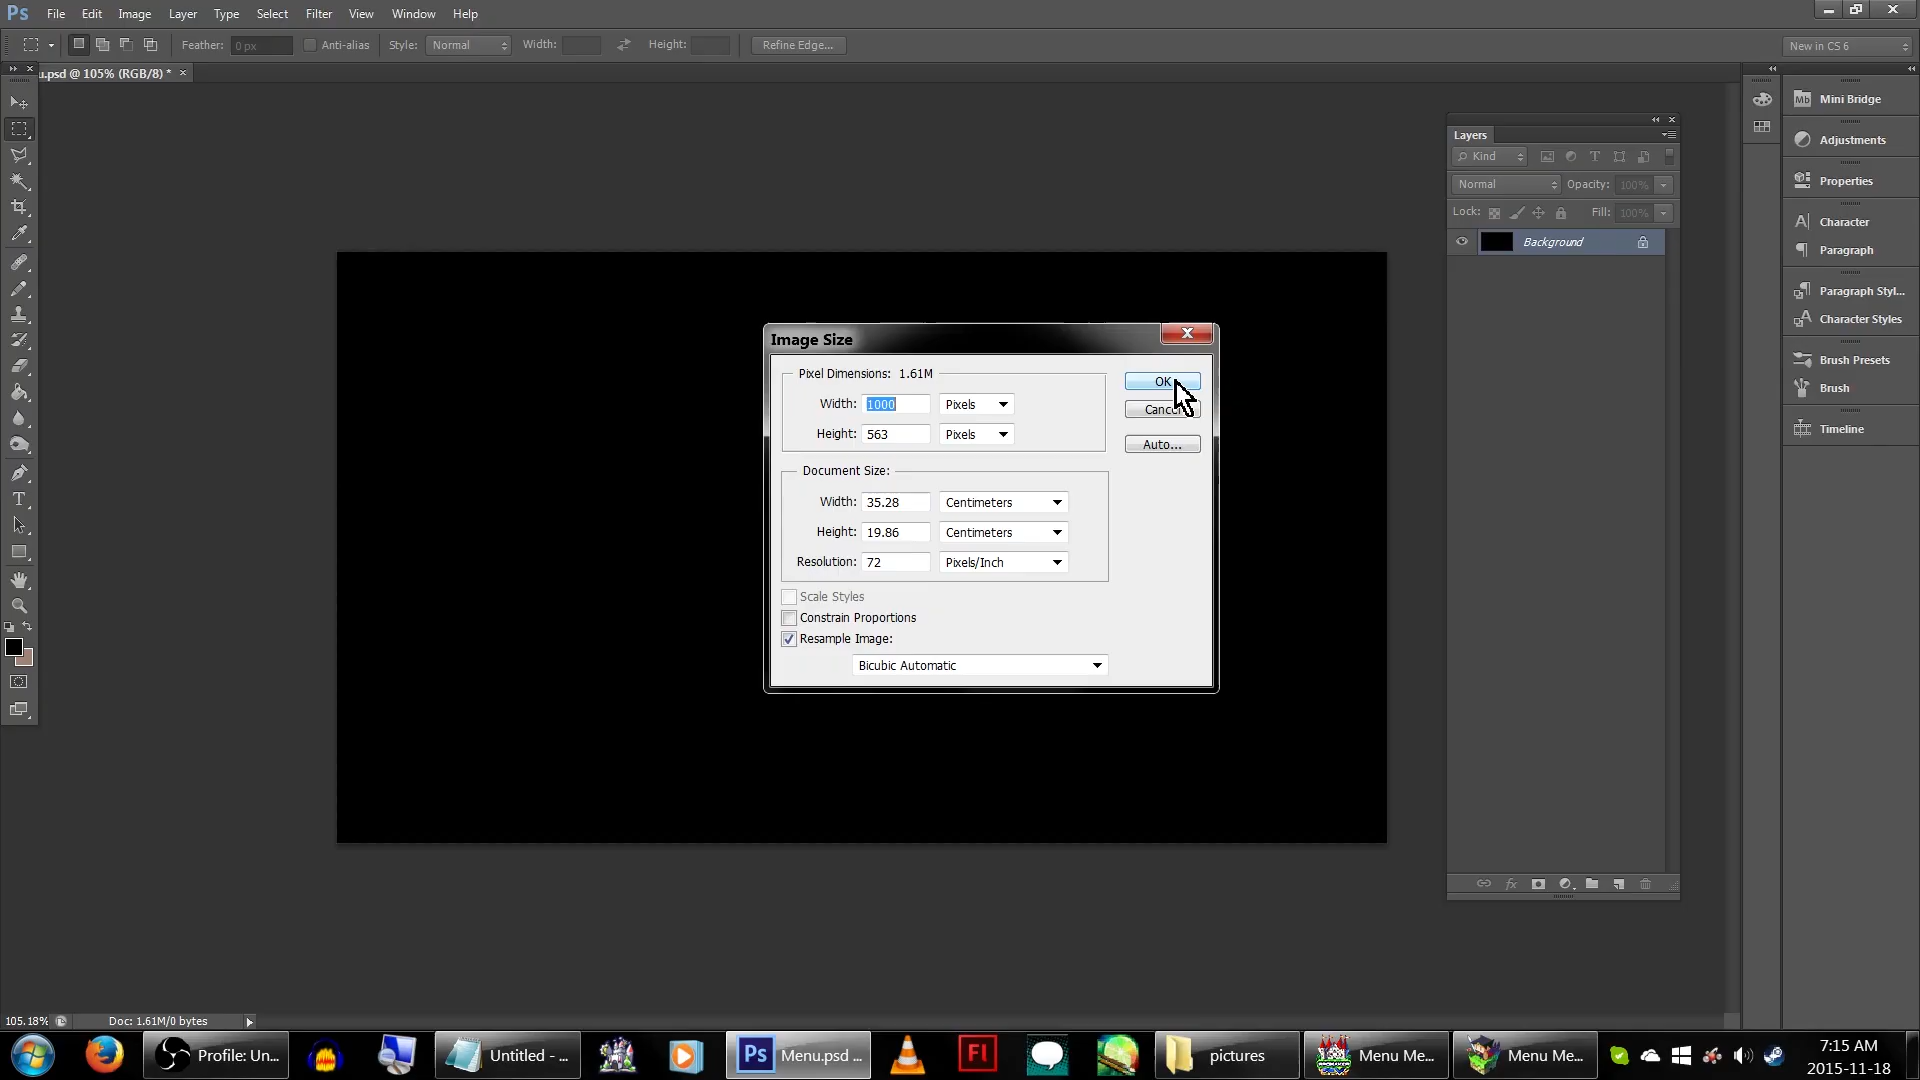 Ps File Edit Image Layer Type Select Filter View Window Help
Feather: 0 px Anti-alias Style: Normal Width: Height: Refine Edge... New in CS 6
u.psd @ 105% (RGB/8) * ×
Mb Mini Bridge
Adjustments
Properties
Character
Paragraph
Paragraph Styl...
Character Styles
Brush Presets
Brush
Timeline
Layers
Kind
Normal Opacity: 100%
Lock: Fill: 100%
Background
Image Size
Pixel Dimensions: 1.61M
Width: 1000 Pixels
Height: 563 Pixels
OK
Auto...
Document Size:
Width: 35.28 Centimeters
Height: 19.86 Centimeters
Resolution: 72 Pixels/Inch
Scale Styles
Constrain Proportions
Resample Image:
Bicubic Automatic
105.18% Doc: 1.61M/0 bytes
Profile: Un... Untitled - ... Ps Menu.psd ... Fl pictures Menu Me... Menu Me... 7:15 AM
2015-11-18